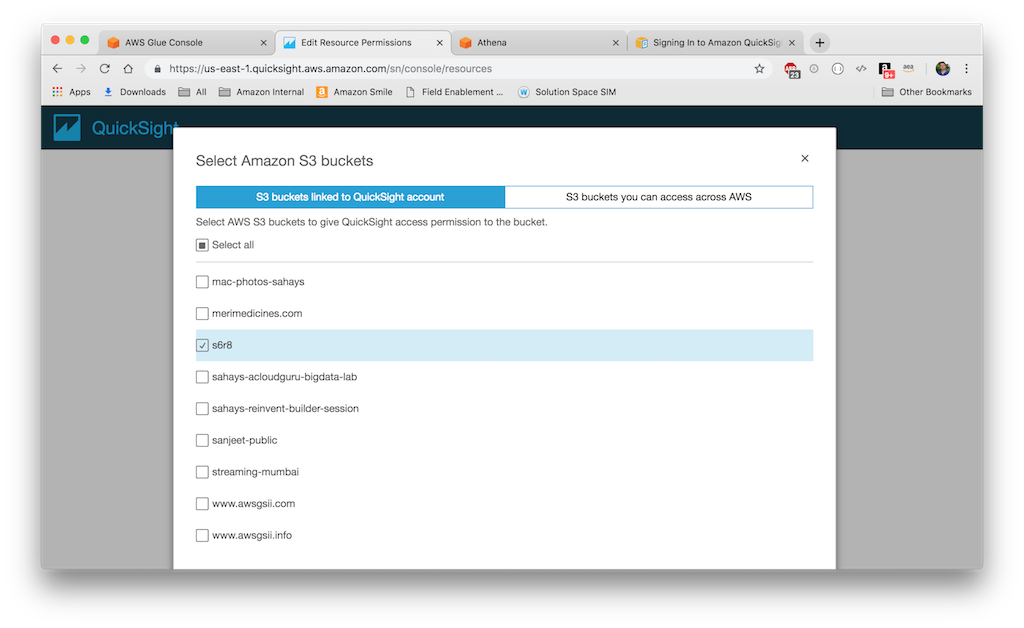 AWS Glue Console
Edit Resource Permissions
Athena
Signing In to Amazon QuickSig
https://us-east-1.quicksight.aws.amazon.com/sn/console/resources
23
9+
Apps
Downloads
All
Amazon Internal
Amazon Smile
Field Enablement ...
Solution Space SIM
Other Bookmarks
QuickSight
Select Amazon S3 buckets
S3 buckets linked to QuickSight account
S3 buckets you can access across AWS
Select AWS S3 buckets to give QuickSight access permission to the bucket.
Select all
mac-photos-sahays
merimedicines.com
s6r8
sahays-acloudguru-bigdata-lab
sahays-reinvent-builder-session
sanjeet-public
streaming-mumbai
www.awsgsii.com
www.awsgsii.info